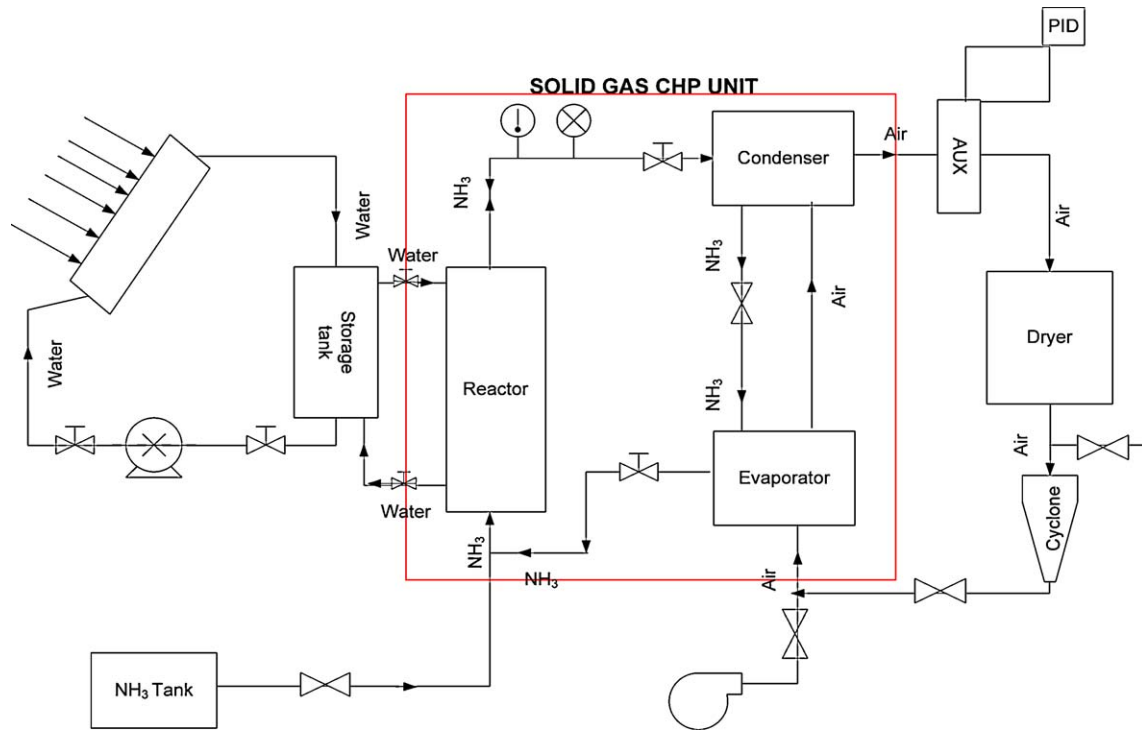 PID
SOLID GAS CHP UNIT
Air
AUX
Condenser
NH₃
Water
Water
Air
NH₃
Air
Storage
tank
Reactor
Dryer
Water
NH₃
Air
Evaporator
Water
Cyclone
NH₃
NH₃
Air
NH₃ Tank